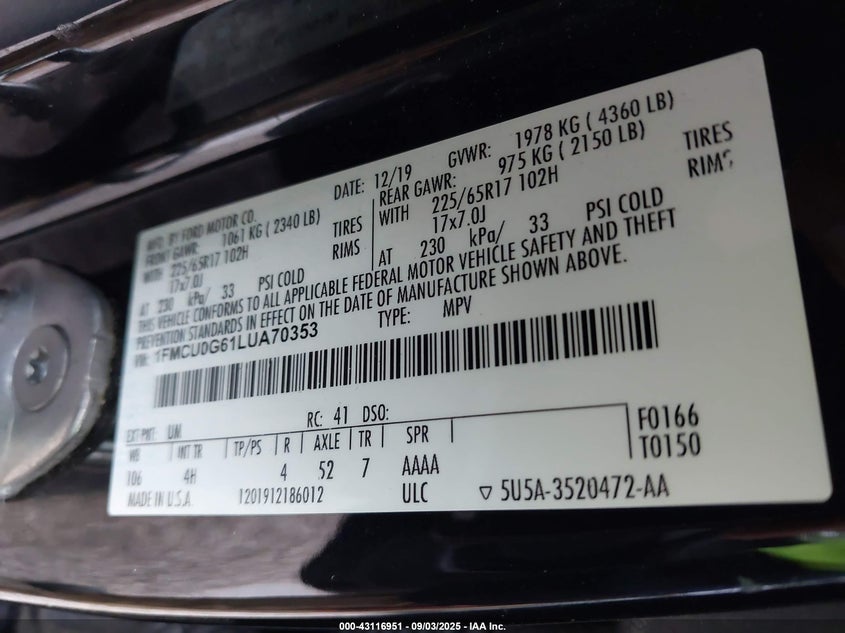 MFD. BY FORD MOTOR CO. DATE: 12/19 GVWR: 1978 KG ( 4360 LB)
FRONT GAWR: 1061 KG ( 2340 LB) REAR GAWR: 975 KG ( 2150 LB)
WITH 225/65R17 102H TIRES WITH 225/65R17 102H TIRES
17x7.0J RIMS 17x7.0J RIMS
AT 230 kPa/ 33 PSI COLD AT 230 kPa/ 33 PSI COLD
THIS VEHICLE CONFORMS TO ALL APPLICABLE FEDERAL MOTOR VEHICLE SAFETY AND THEFT
PREVENTION STANDARDS IN EFFECT ON THE DATE OF MANUFACTURE SHOWN ABOVE.
VIN: 1FMCU0G61LUA70353 TYPE: MPV
EXT PNT: UM RC: 41 DSO:
WB INT TR TP/PS R AXLE TR SPR F0166
T0150
106 4H 4 52 7 AAAA
MADE IN U.S.A. T201912186012 ULC ▽ 5U5A-3520472-AA
000-43116951 - 09/03/2025 - IAA Inc.